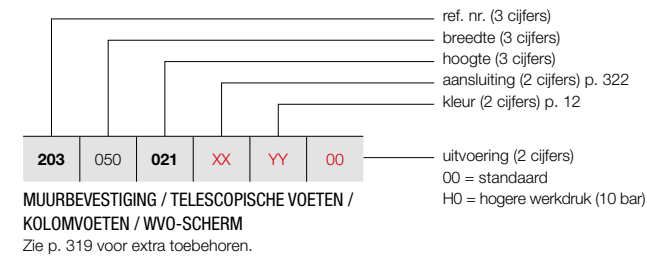 ref. nr. (3 cijfers)
breedte (3 cijfers)
hoogte (3 cijfers)
aansluiting (2 cijfers) p. 322
kleur (2 cijfers) p. 12
203 050 021 XX YY 00
uitvoering (2 cijfers)
00 = standaard
H0 = hogere werkdruk (10 bar)
MUURBEVESTIGING / TELESCOPISCHE VOETEN /
KOLOMVOETEN / WVO-SCHERM
Zie p. 319 voor extra toebehoren.